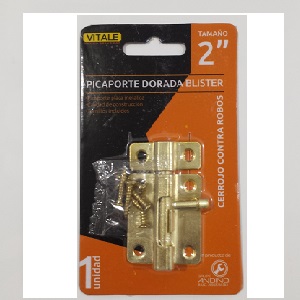 VITALE
TAMAÑO
2"
PICAPORTE DORADA BLISTER
CERROJO CONTRA ROBOS
1
unidad
ANDINO